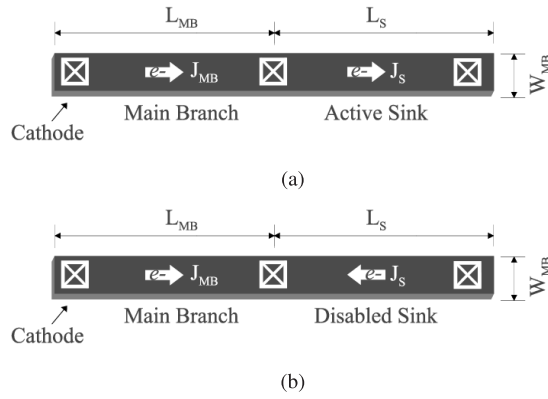 L_MB L_S
e- J_MB e- J_S
W_MB
Main Branch Active Sink
Cathode
(a)
L_MB L_S
e- J_MB e- J_S
W_MB
Main Branch Disabled Sink
Cathode
(b)